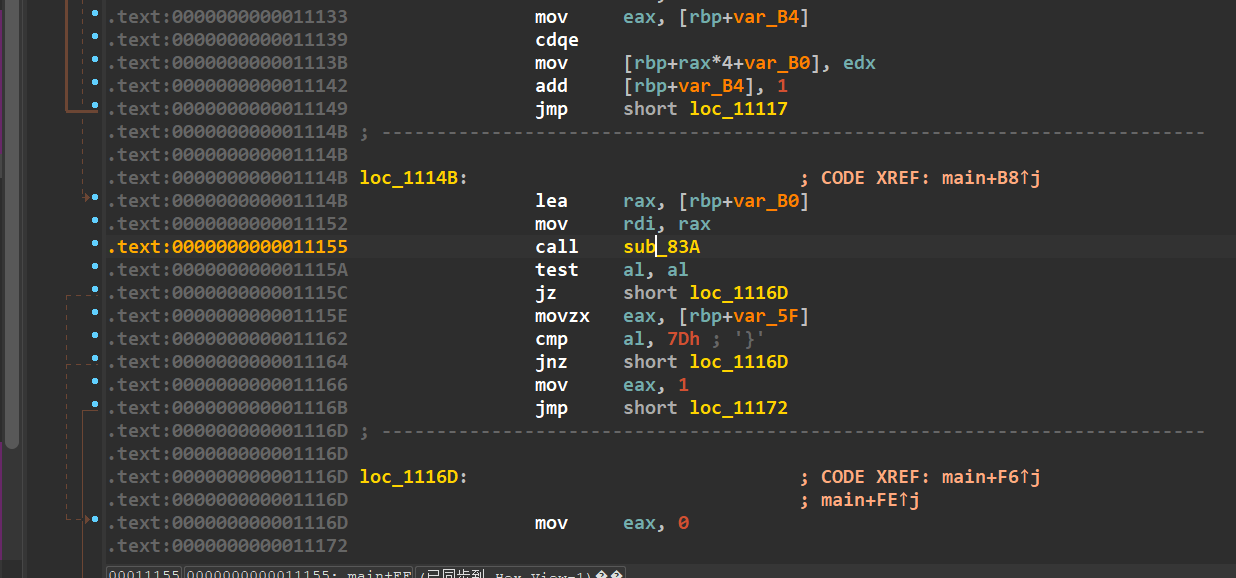 .text:0000000000011133 mov eax, [rbp+var_B4]
.text:0000000000011139 cdqe
.text:000000000001113B mov [rbp+rax*4+var_B0], edx
.text:0000000000011142 add [rbp+var_B4], 1
.text:0000000000011149 jmp short loc_11117
.text:000000000001114B ; ---------------------------------------------------------------------------
.text:000000000001114B
.text:000000000001114B loc_1114B: ; CODE XREF: main+B8↑j
.text:000000000001114B lea rax, [rbp+var_B0]
.text:0000000000011152 mov rdi, rax
.text:0000000000011155 call sub_83A
.text:000000000001115A test al, al
.text:000000000001115C jz short loc_1116D
.text:000000000001115E movzx eax, [rbp+var_5F]
.text:0000000000011162 cmp al, 7Dh ; '}'
.text:0000000000011164 jnz short loc_1116D
.text:0000000000011166 mov eax, 1
.text:000000000001116B jmp short loc_11172
.text:000000000001116D ; ---------------------------------------------------------------------------
.text:000000000001116D
.text:000000000001116D loc_1116D: ; CODE XREF: main+F6↑j
.text:000000000001116D ; main+FE↑j
.text:000000000001116D mov eax, 0
.text:0000000000011172
00011155 0000000000011155: main+EF (已同步到 Hex View-1)